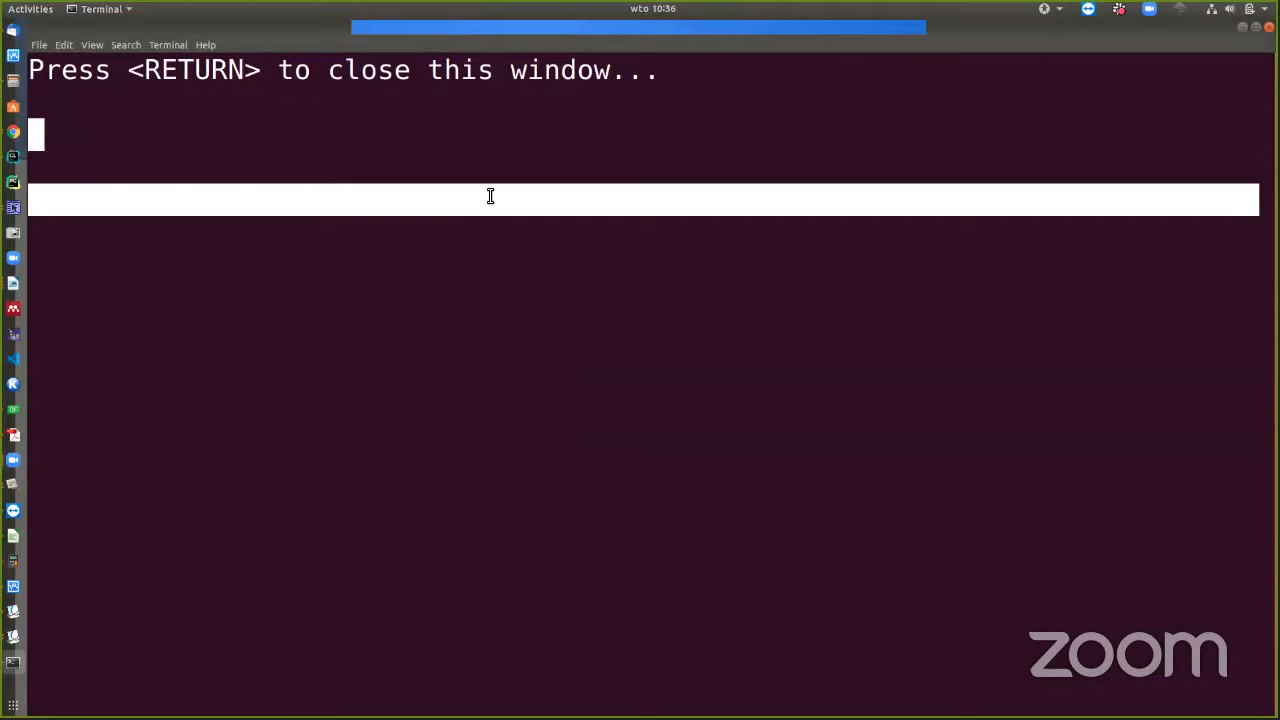 Activities Terminal wto 10:36
File Edit View Search Terminal Help
Press <RETURN> to close this window...
zoom